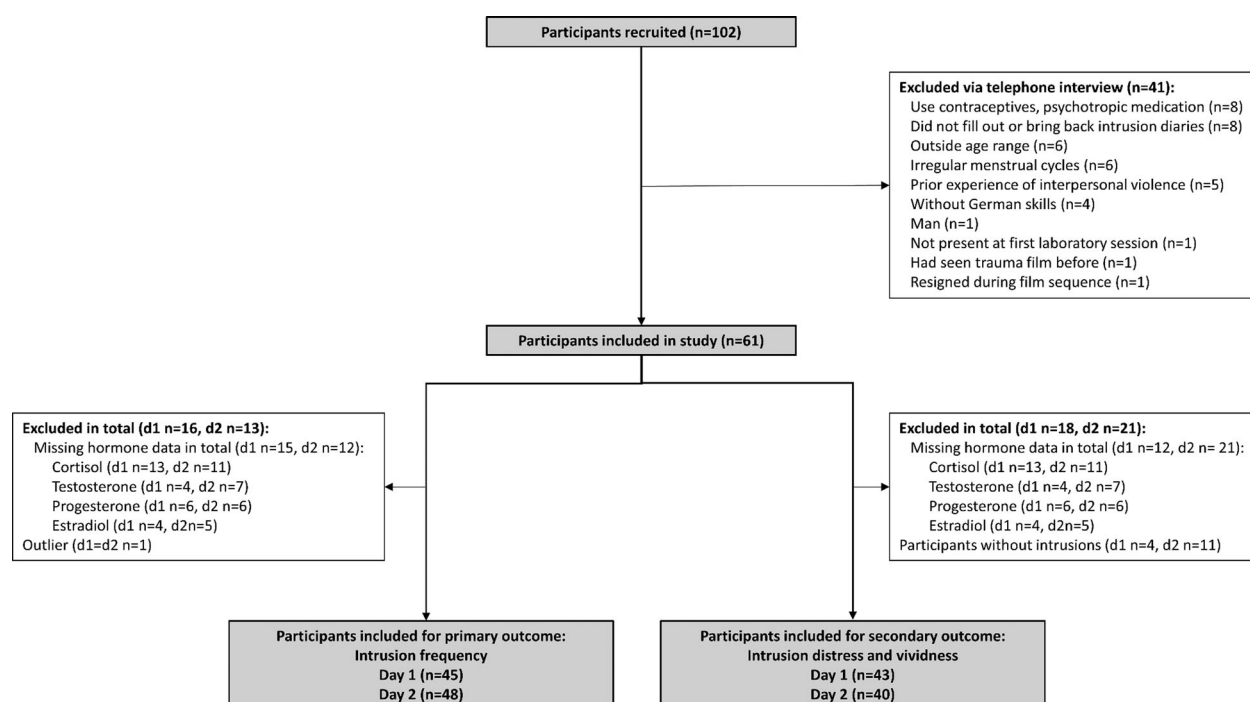 Participants recruited (n=102)
Excluded via telephone interview (n=41):
Use contraceptives, psychotropic medication (n=8)
Did not fill out or bring back intrusion diaries (n=8)
Outside age range (n=6)
Irregular menstrual cycles (n=6)
Prior experience of interpersonal violence (n=5)
Without German skills (n=4)
Man (n=1)
Not present at first laboratory session (n=1)
Had seen trauma film before (n=1)
Resigned during film sequence (n=1)
Participants included in study (n=61)
Excluded in total (d1 n=16, d2 n=13):
Missing hormone data in total (d1 n=15, d2 n=12):
Cortisol (d1 n=13, d2 n=11)
Testosterone (d1 n=4, d2 n=7)
Progesterone (d1 n=6, d2 n=6)
Estradiol (d1 n=4, d2n=5)
Outlier (d1=d2 n=1)
Excluded in total (d1 n=18, d2 n=21):
Missing hormone data in total (d1 n=12, d2 n= 21):
Cortisol (d1 n=13, d2 n=11)
Testosterone (d1 n=4, d2 n=7)
Progesterone (d1 n=6, d2 n=6)
Estradiol (d1 n=4, d2n=5)
Participants without intrusions (d1 n=4, d2 n=11)
Participants included for primary outcome:
Intrusion frequency
Day 1 (n=45)
Day 2 (n=48)
Participants included for secondary outcome:
Intrusion distress and vividness
Day 1 (n=43)
Day 2 (n=40)